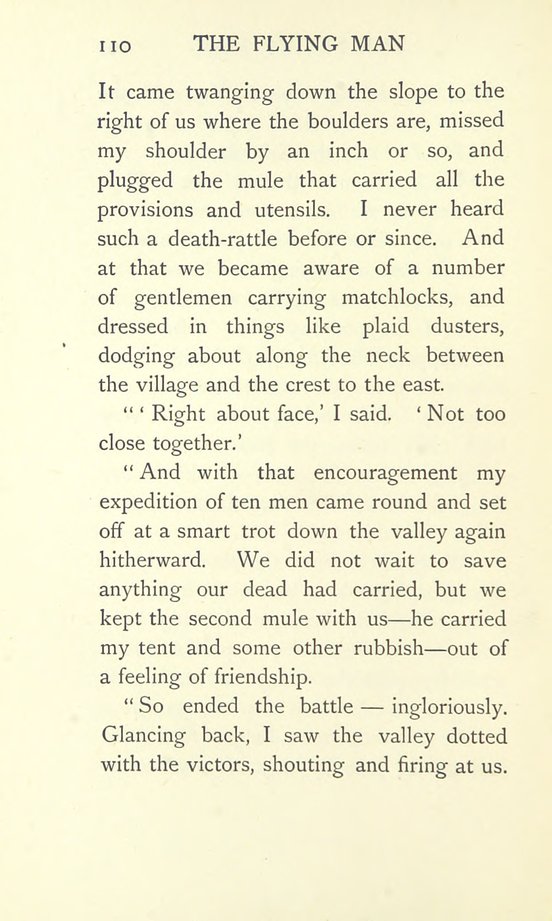 110 THE FLYING MAN
It came twanging down the slope to the
right of us where the boulders are, missed
my shoulder by an inch or so, and
plugged the mule that carried all the
provisions and utensils. I never heard
such a death-rattle before or since. And
at that we became aware of a number
of gentlemen carrying matchlocks, and
dressed in things like plaid dusters,
dodging about along the neck between
the village and the crest to the east.
“ ‘ Right about face,’ I said. ‘ Not too
close together.’
“ And with that encouragement my
expedition of ten men came round and set
off at a smart trot down the valley again
hitherward. We did not wait to save
anything our dead had carried, but we
kept the second mule with us—he carried
my tent and some other rubbish—out of
a feeling of friendship.
“ So ended the battle — ingloriously.
Glancing back, I saw the valley dotted
with the victors, shouting and firing at us.